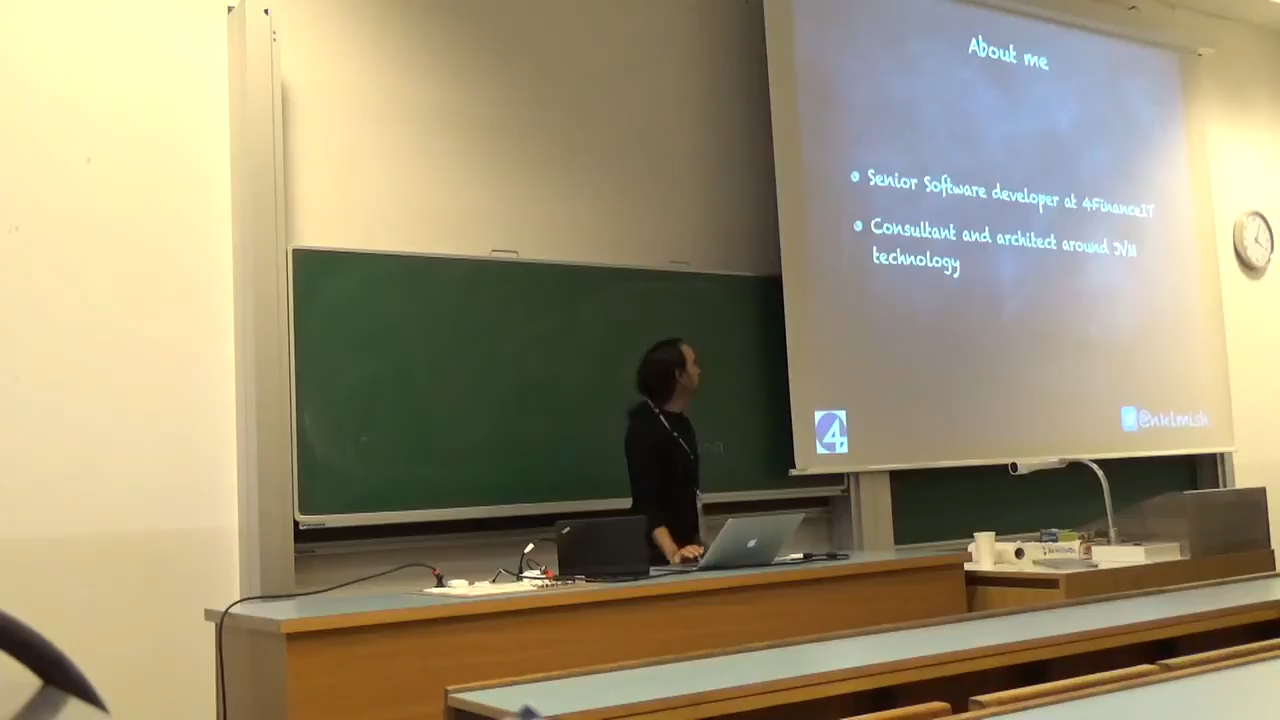 About me
Senior Software developer at 4FinanceIT
Consultant and architect around JVM
technology
4
@nklmish